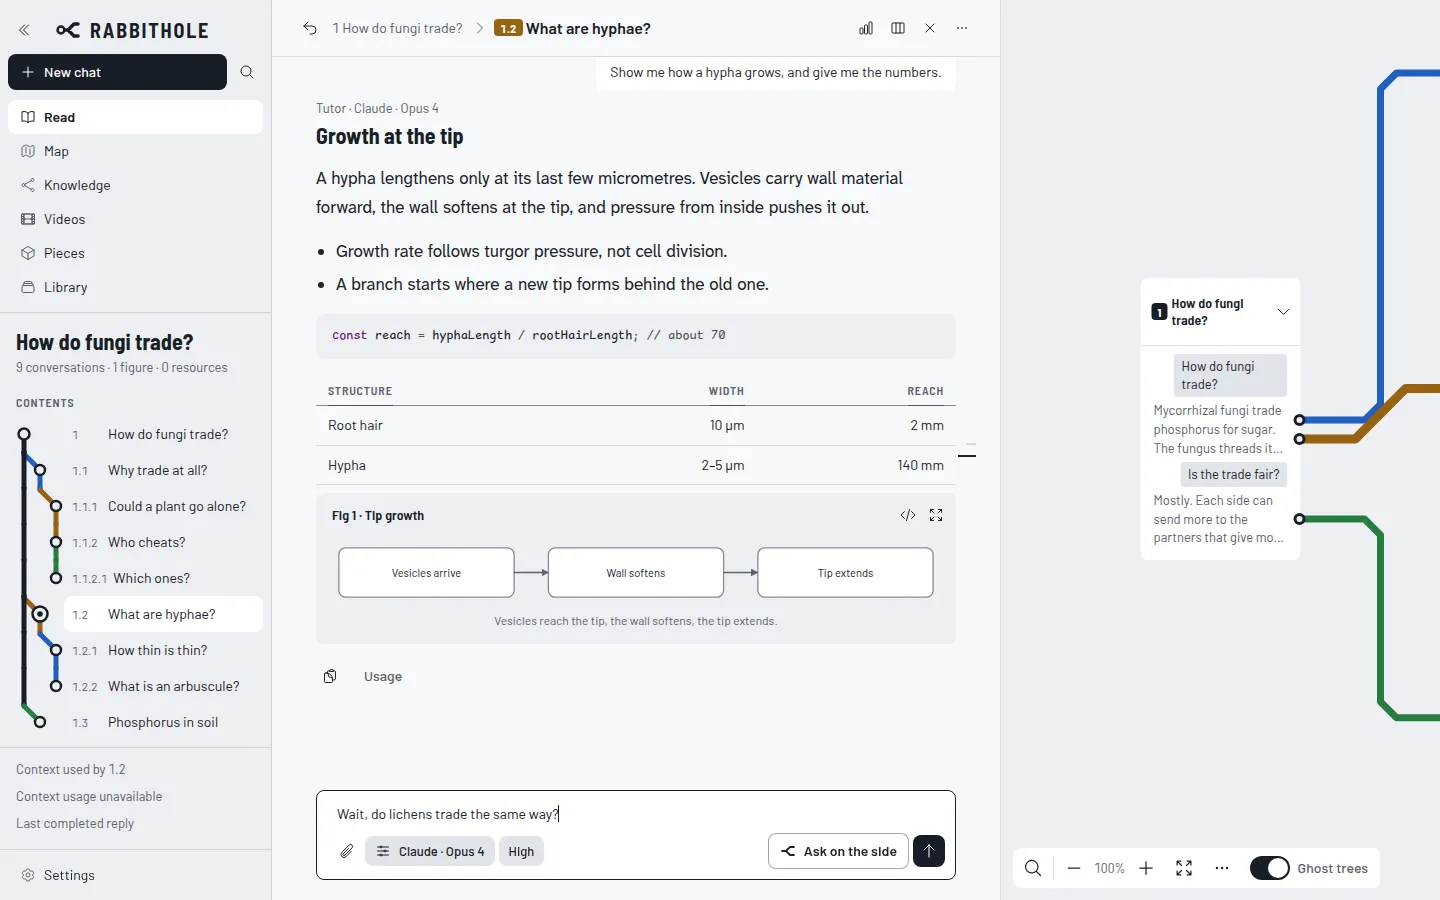 RABBITHOLE
New chat
Read
Map
Knowledge
Videos
Pieces
Library
How do fungi trade?
9 conversations · 1 figure · 0 resources
CONTENTS
1 How do fungi trade?
1.1 Why trade at all?
1.1.1 Could a plant go alone?
1.1.2 Who cheats?
1.1.2.1 Which ones?
1.2 What are hyphae?
1.2.1 How thin is thin?
1.2.2 What is an arbuscule?
1.3 Phosphorus in soil
Context used by 1.2
Context usage unavailable
Last completed reply
Settings
1 How do fungi trade? 1.2 What are hyphae?
Show me how a hypha grows, and give me the numbers.
Tutor · Claude · Opus 4
Growth at the tip
A hypha lengthens only at its last few micrometres. Vesicles carry wall material
forward, the wall softens at the tip, and pressure from inside pushes it out.
• Growth rate follows turgor pressure, not cell division.
• A branch starts where a new tip forms behind the old one.
const reach = hyphaLength / rootHairLength; // about 70
STRUCTURE WIDTH REACH
Root hair 10 µm 2 mm
Hypha 2–5 µm 140 mm
Fig 1 · Tip growth
Vesicles arrive Wall softens Tip extends
Vesicles reach the tip, the wall softens, the tip extends.
Usage
Wait, do lichens trade the same way?
Claude · Opus 4 High Ask on the side
1 How do fungi
trade?
How do fungi
trade?
Mycorrhizal fungi trade
phosphorus for sugar.
The fungus threads it...
Is the trade fair?
Mostly. Each side can
send more to the
partners that give mo...
100% Ghost trees